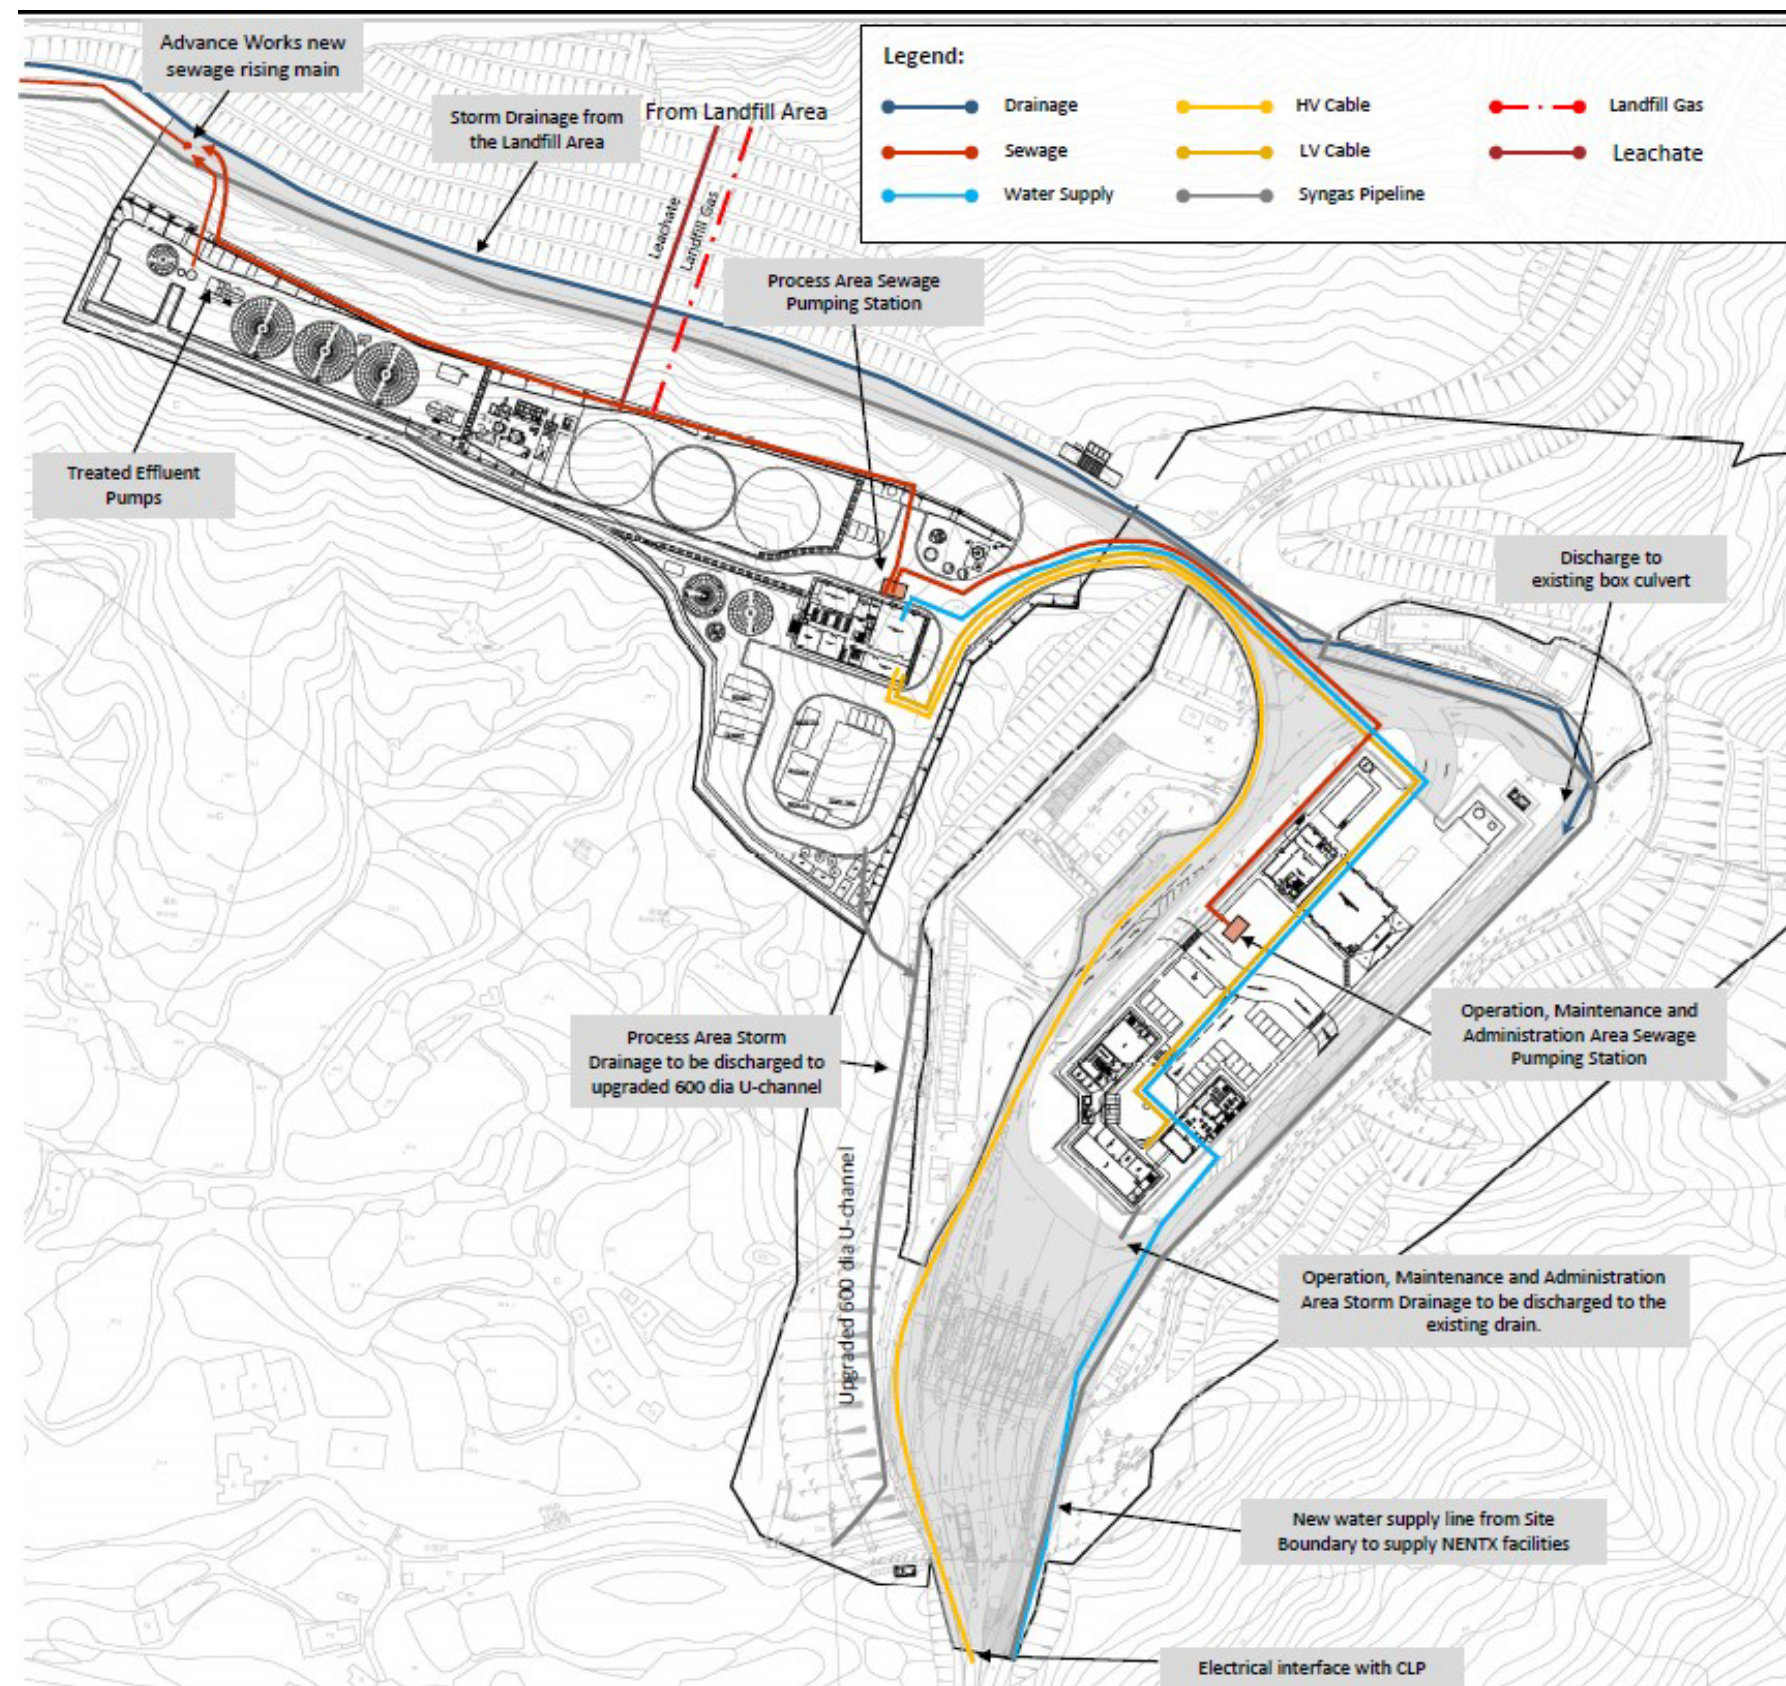 Advance Works new
sewage rising main
Storm Drainage from
the Landfill Area
From Landfill Area
Legend:
Drainage
HV Cable
Landfill Gas
Sewage
LV Cable
Leachate
Water Supply
Syngas Pipeline
Leachate
Landfill Gas
Process Area Sewage
Pumping Station
Treated Effluent
Pumps
Discharge to
existing box culvert
Operation, Maintenance and
Administration Area Sewage
Pumping Station
Process Area Storm
Drainage to be discharged to
upgraded 600 dia U-channel
Upgraded 600 dia U-channel
Operation, Maintenance and Administration
Area Storm Drainage to be discharged to the
existing drain.
New water supply line from Site
Boundary to supply NENTX facilities
Electrical interface with CLP